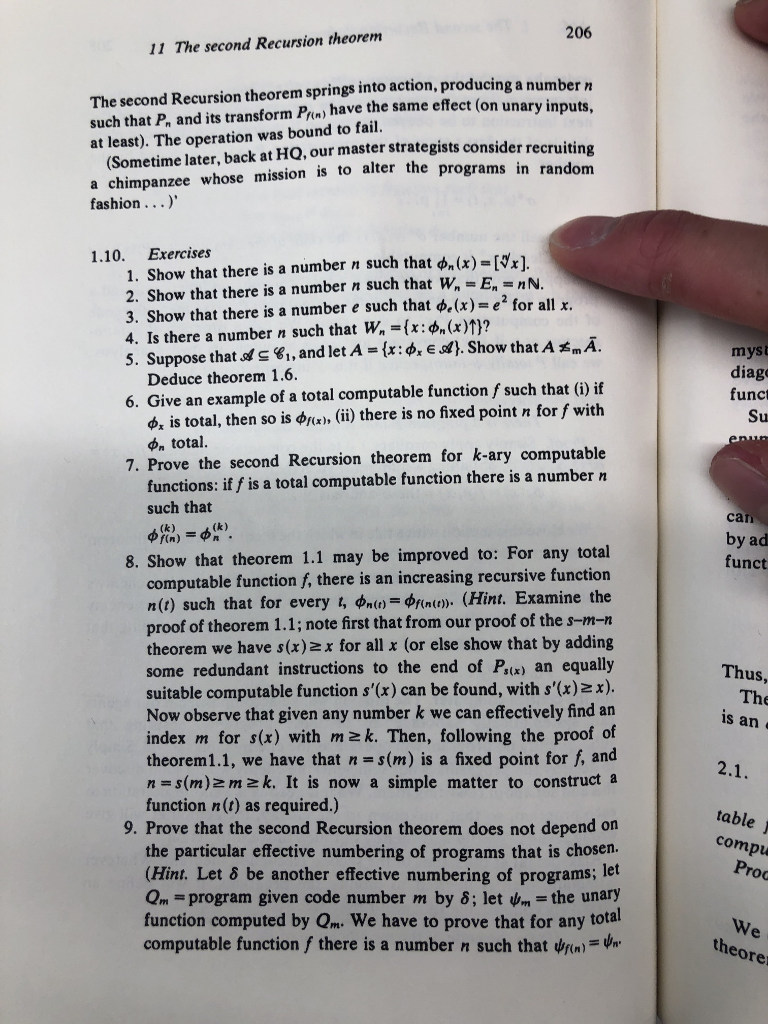 11 The second Recursion theorem 206
The second Recursion theorem springs into action, producing a number n
such that Pₙ and its transform P_f(n) have the same effect (on unary inputs,
at least). The operation was bound to fail.
(Sometime later, back at HQ, our master strategists consider recruiting
a chimpanzee whose mission is to alter the programs in random
fashion . . .)'
1.10. Exercises
1. Show that there is a number n such that ϕₙ(x) = [ⁿ√x].
2. Show that there is a number n such that Wₙ = Eₙ = nℕ.
3. Show that there is a number e such that ϕₑ(x) = e² for all x.
4. Is there a number n such that Wₙ = {x : ϕₙ(x)↑}?
5. Suppose that 𝒜 ⊆ 𝒞₁, and let A = {x : ϕₓ ∈ 𝒜}. Show that A ≰ₘ Ā.
Deduce theorem 1.6.
6. Give an example of a total computable function f such that (i) if
ϕₓ is total, then so is ϕ_f(x), (ii) there is no fixed point n for f with
ϕₙ total.
7. Prove the second Recursion theorem for k-ary computable
functions: if f is a total computable function there is a number n
such that
ϕ_f(n)^(k) = ϕₙ^(k).
8. Show that theorem 1.1 may be improved to: For any total
computable function f, there is an increasing recursive function
n(t) such that for every t, ϕ_n(t) = ϕ_f(n(t)). (Hint. Examine the
proof of theorem 1.1; note first that from our proof of the s–m–n
theorem we have s(x) ≥ x for all x (or else show that by adding
some redundant instructions to the end of P_s(x) an equally
suitable computable function s'(x) can be found, with s'(x) ≥ x).
Now observe that given any number k we can effectively find an
index m for s(x) with m ≥ k. Then, following the proof of
theorem1.1, we have that n = s(m) is a fixed point for f, and
n = s(m) ≥ m ≥ k. It is now a simple matter to construct a
function n(t) as required.)
9. Prove that the second Recursion theorem does not depend on
the particular effective numbering of programs that is chosen.
(Hint. Let δ be another effective numbering of programs; let
Qₘ = program given code number m by δ; let ψₘ = the unary
function computed by Qₘ. We have to prove that for any total
computable function f there is a number n such that ψ_f(n) = ψₙ.
funct
Su
can
by ad
funct
Thus,
The
is an
2.1.
table
compu
Proo
We
theore